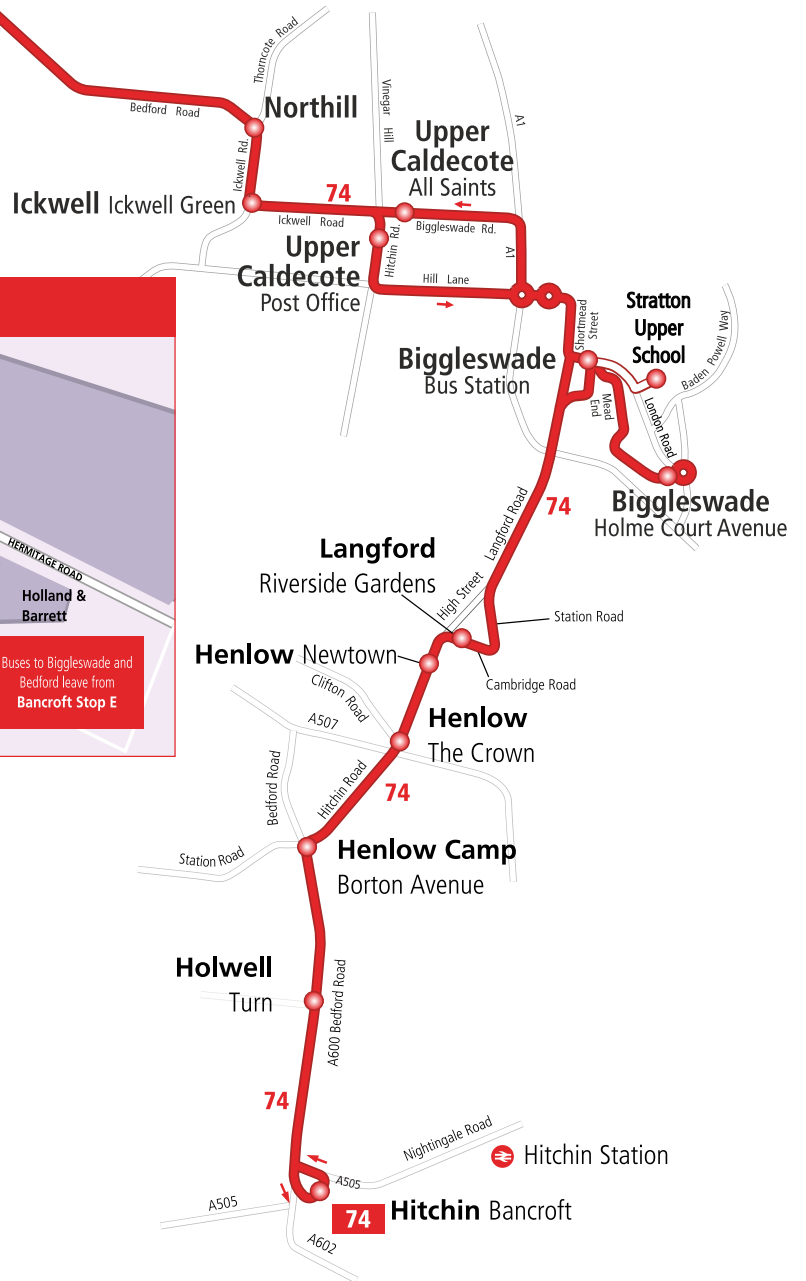 Thorncote Road
Bedford Road
Northill
Vinegar Hill
Upper
Caldecote
All Saints
A1
Ickwell Rd.
Ickwell Ickwell Green
74
Ickwell Road
Biggleswade Rd.
Hitchin Rd.
A1
Upper
Caldecote
Post Office
Hill Lane
Stratton
Upper
School
Shortmead
Street
Baden Powell Way
Biggleswade
Bus Station
Mead
End
London Road
74
Biggleswade
Holme Court Avenue
Langford Road
Langford
Riverside Gardens
High Street
Station Road
HERMITAGE ROAD
Holland &
Barrett
Buses to Biggleswade and
Bedford leave from
Bancroft Stop E
Henlow Newtown
Cambridge Road
Clifton Road
A507
Henlow
The Crown
Bedford Road
Hitchin Road
74
Station Road
Henlow Camp
Borton Avenue
Holwell
Turn
A600 Bedford Road
74
Nightingale Road
Hitchin Station
A505
A505
74
Hitchin Bancroft
A602